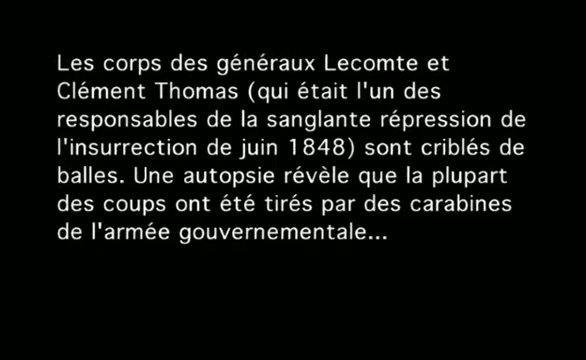 Les corps des généraux Lecomte et
Clément Thomas (qui était l'un des
responsables de la sanglante répression de
l'insurrection de juin 1848) sont criblés de
balles. Une autopsie révèle que la plupart
des coups ont été tirés par des carabines
de l'armée gouvernementale...